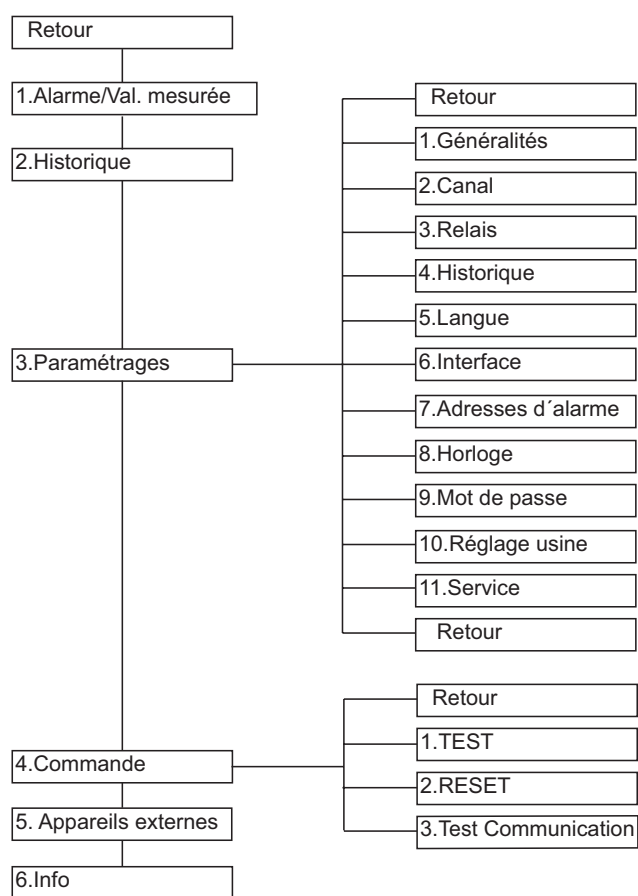 Retour
1.Alarme/Val. mesurée
2.Historique
3.Paramétrages
Retour
1.Généralités
2.Canal
3.Relais
4.Historique
5.Langue
6.Interface
7.Adresses d´alarme
8.Horloge
9.Mot de passe
10.Réglage usine
11.Service
Retour
4.Commande
Retour
1.TEST
2.RESET
3.Test Communication
5. Appareils externes
6.Info